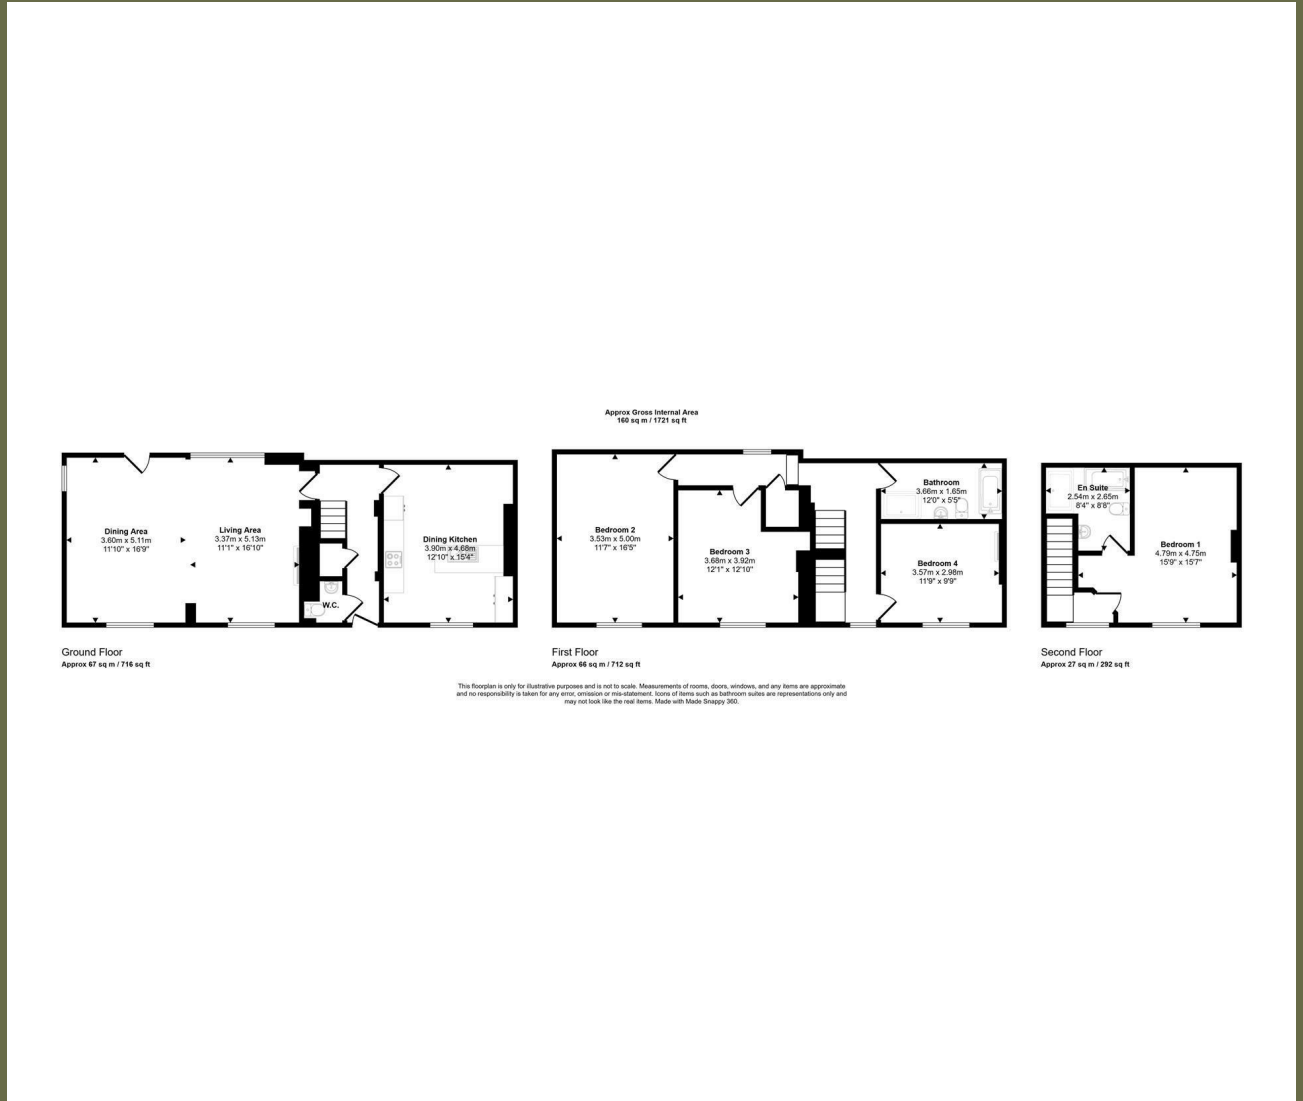 Approx Gross Internal Area
160 sq m / 1721 sq ft
Dining Area
3.60m x 5.11m
11'10" x 16'9"
Living Area
3.37m x 5.13m
11'1" x 16'10"
W.C.
Dining Kitchen
3.90m x 4.68m
12'10" x 15'4"
Ground Floor
Approx 67 sq m / 716 sq ft
Bedroom 2
3.53m x 5.00m
11'7" x 16'5"
Bedroom 3
3.68m x 3.92m
12'1" x 12'10"
Bathroom
3.66m x 1.65m
12'0" x 5'5"
Bedroom 4
3.57m x 2.98m
11'9" x 9'9"
First Floor
Approx 66 sq m / 712 sq ft
En Suite
2.54m x 2.65m
8'4" x 8'8"
Bedroom 1
4.79m x 4.75m
15'9" x 15'7"
Second Floor
Approx 27 sq m / 292 sq ft
This floorplan is only for illustrative purposes and is not to scale. Measurements of rooms, doors, windows, and any items are approximate
and no responsibility is taken for any error, omission or mis-statement. Icons of items such as bathroom suites are representations only and
may not look like the real items. Made with Made Snappy 360.